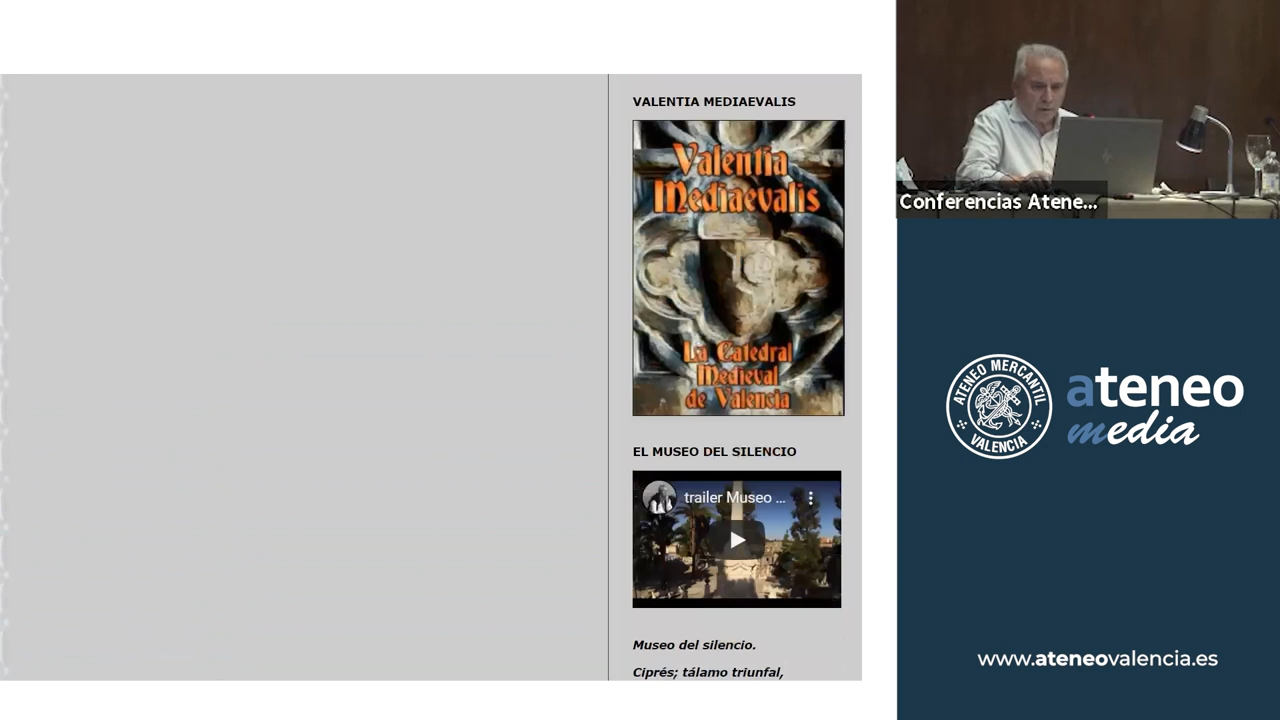 VALENTIA MEDIAEVALIS
Valentia
Mediaevalis
La Catedral
Medieval
de Valencia
EL MUSEO DEL SILENCIO
trailer Museo ...
Museo del silencio.
Ciprés; tálamo triunfal,
Conferencias Atene...
ATENEO MERCANTIL
VALENCIA
ateneo
media
www.ateneovalencia.es